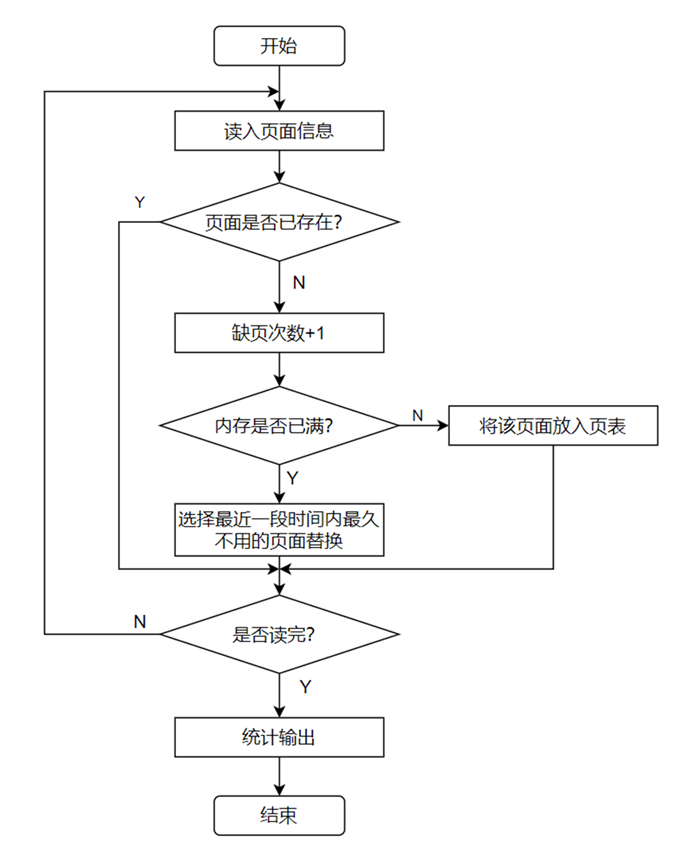 开始
读入页面信息
Y
页面是否已存在?
N
缺页次数+1
内存是否已满?
N
将该页面放入页表
Y
选择最近一段时间内最久
不用的页面替换
N
是否读完?
Y
统计输出
结束